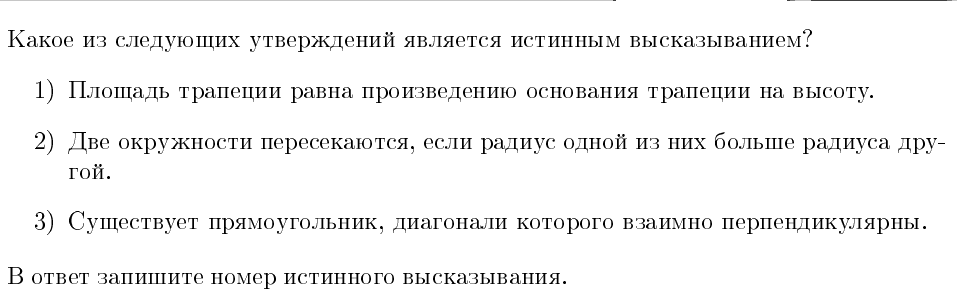 Какое из следующих утверждений является истинным высказыванием?
1) Площадь трапеции равна произведению основания трапеции на высоту.
2) Две окружности пересекаются, если радиус одной из них больше радиуса дру-
гой.
3) Существует прямоугольник, диагонали которого взаимно перпендикулярны.
В ответ запишите номер истинного высказывания.